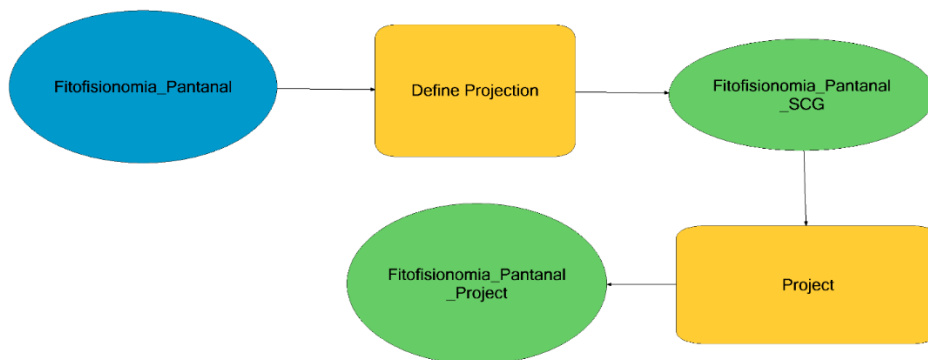 Fitofisionomia_Pantanal
Define Projection
Fitofisionomia_Pantanal
_SCG
Fitofisionomia_Pantanal
_Project
Project